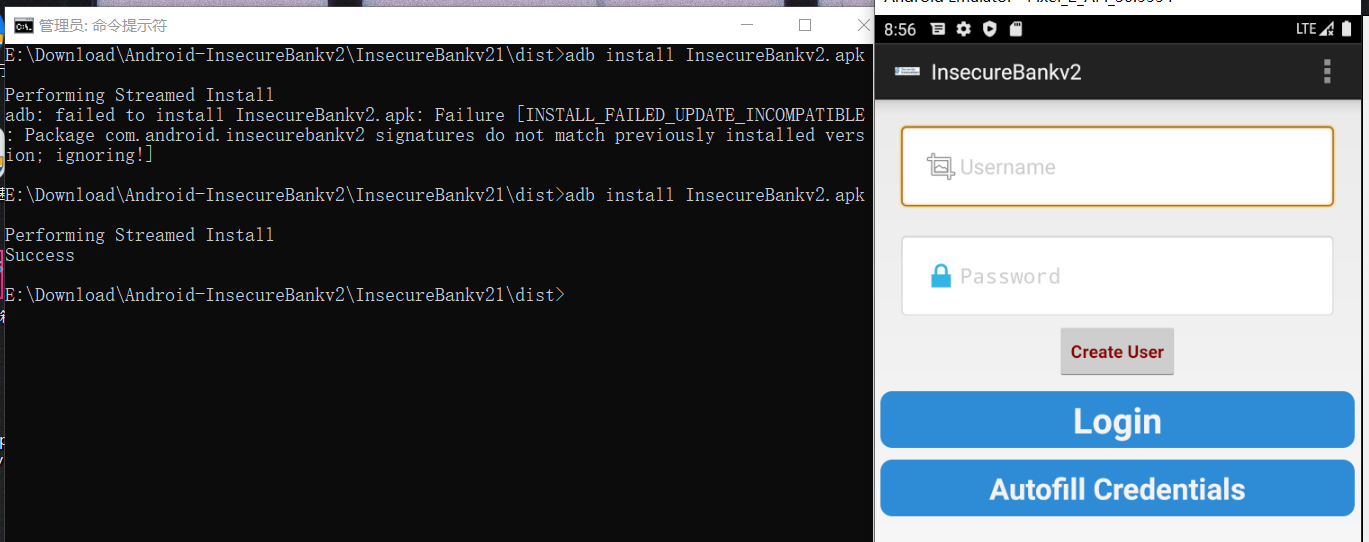 管理员: 命令提示符
E:\Download\Android-InsecureBankv2\InsecureBankv21\dist>adb install InsecureBankv2.apk
Performing Streamed Install
adb: failed to install InsecureBankv2.apk: Failure [INSTALL_FAILED_UPDATE_INCOMPATIBLE
: Package com.android.insecurebankv2 signatures do not match previously installed vers
ion; ignoring!]
E:\Download\Android-InsecureBankv2\InsecureBankv21\dist>adb install InsecureBankv2.apk
Performing Streamed Install
Success
E:\Download\Android-InsecureBankv2\InsecureBankv21\dist>
8:56
LTE
InsecureBankv2
Username
Password
Create User
Login
Autofill Credentials